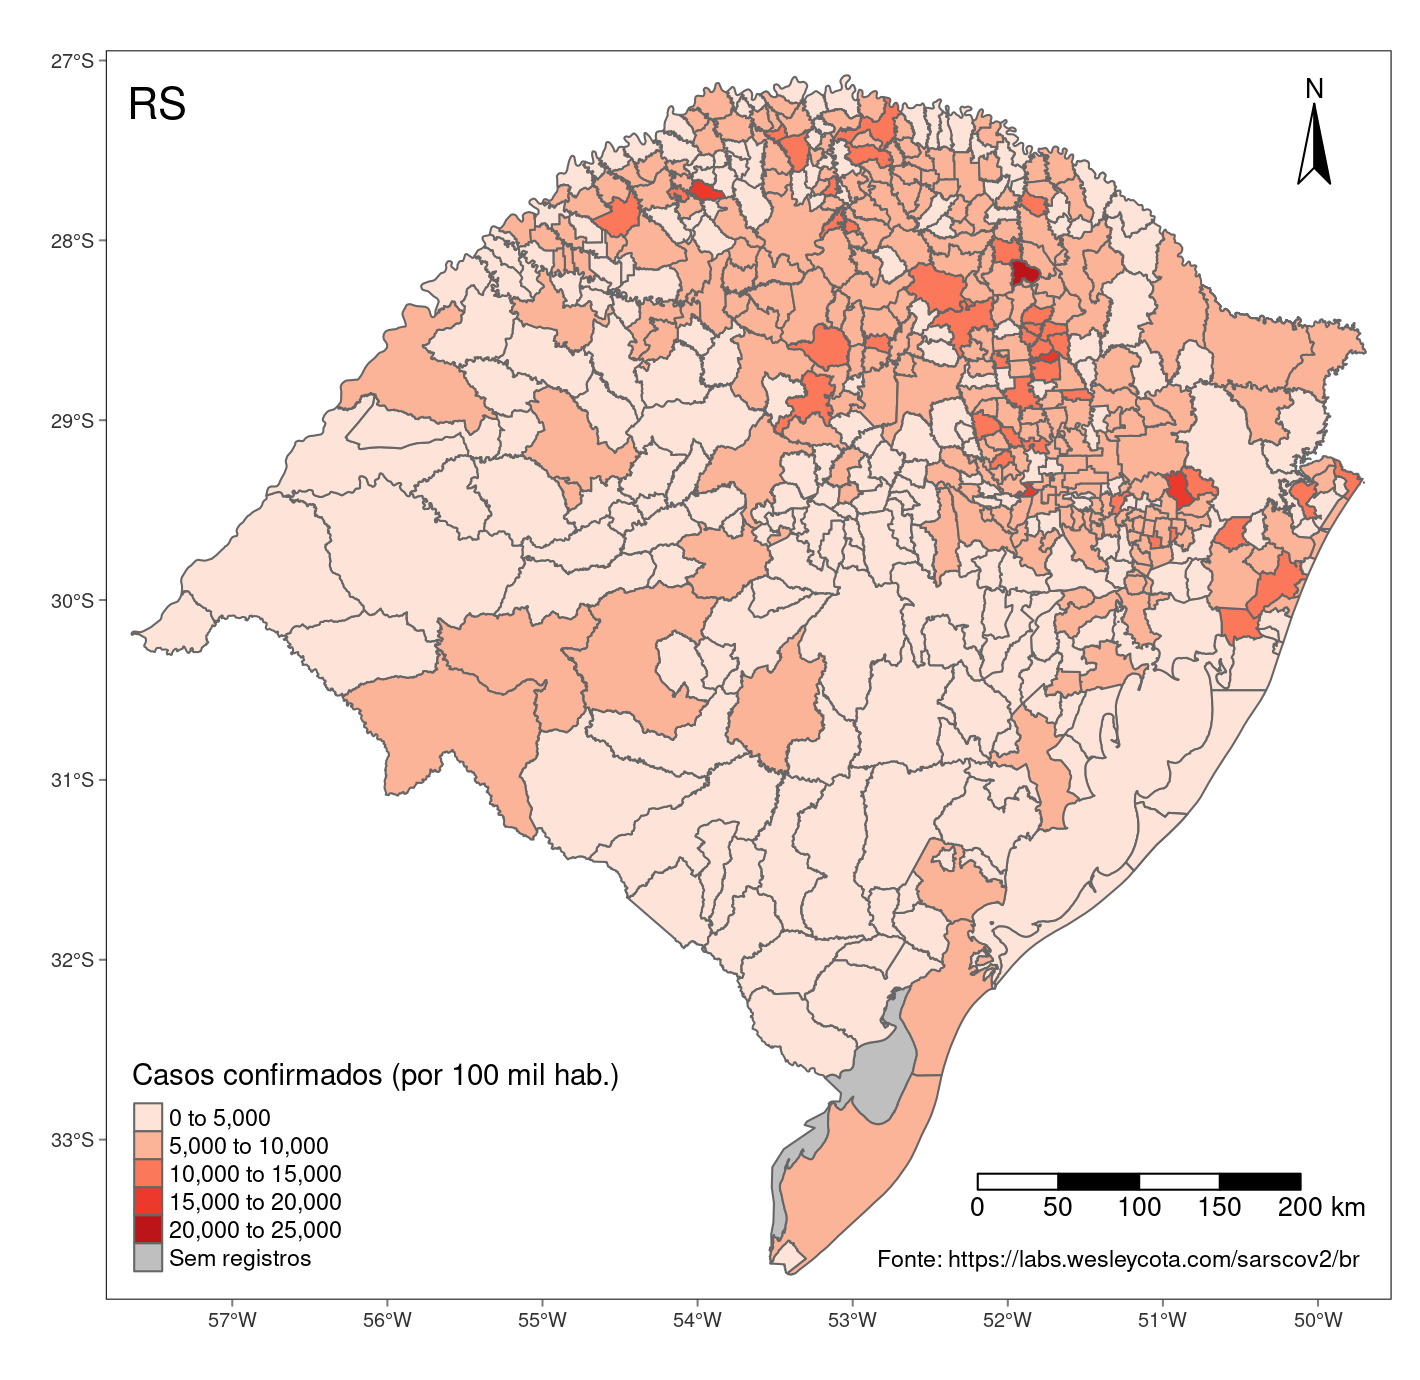 27°S
RS
N
28°S
29°S
30°S
31°S
32°S
33°S
Casos confirmados (por 100 mil hab.)
0 to 5,000
5,000 to 10,000
10,000 to 15,000
15,000 to 20,000
20,000 to 25,000
Sem registros
0 50 100 150 200 km
Fonte: https://labs.wesleycota.com/sarscov2/br
57°W 56°W 55°W 54°W 53°W 52°W 51°W 50°W